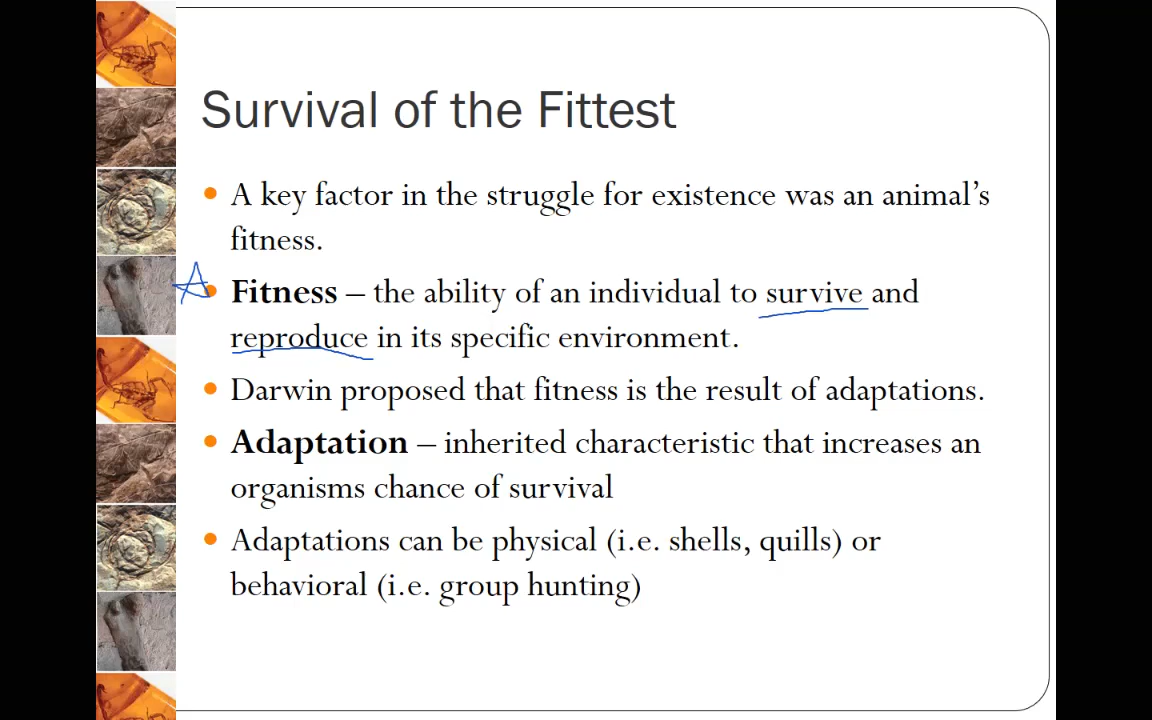 Survival of the Fittest
A key factor in the struggle for existence was an animal’s
fitness.
Fitness – the ability of an individual to survive and
reproduce in its specific environment.
Darwin proposed that fitness is the result of adaptations.
Adaptation – inherited characteristic that increases an
organisms chance of survival
Adaptations can be physical (i.e. shells, quills) or
behavioral (i.e. group hunting)